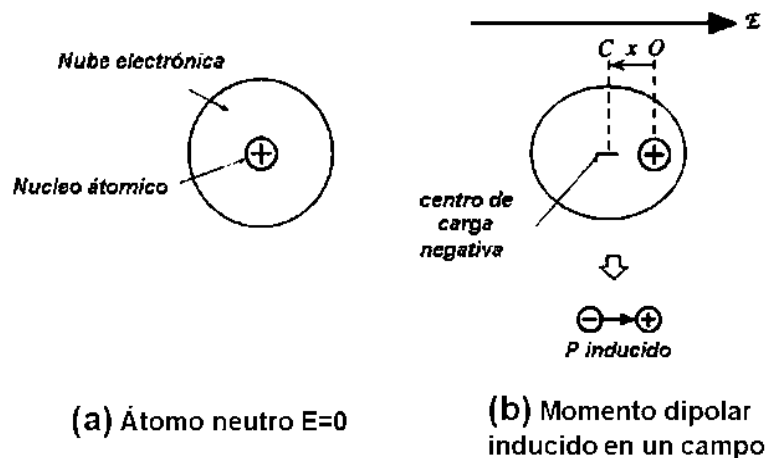 Nube electrónica
Nucleo átomico
(a) Átomo neutro E=0
ℰ
C x O
centro de
carga
negativa
P inducido
(b) Momento dipolar
inducido en un campo